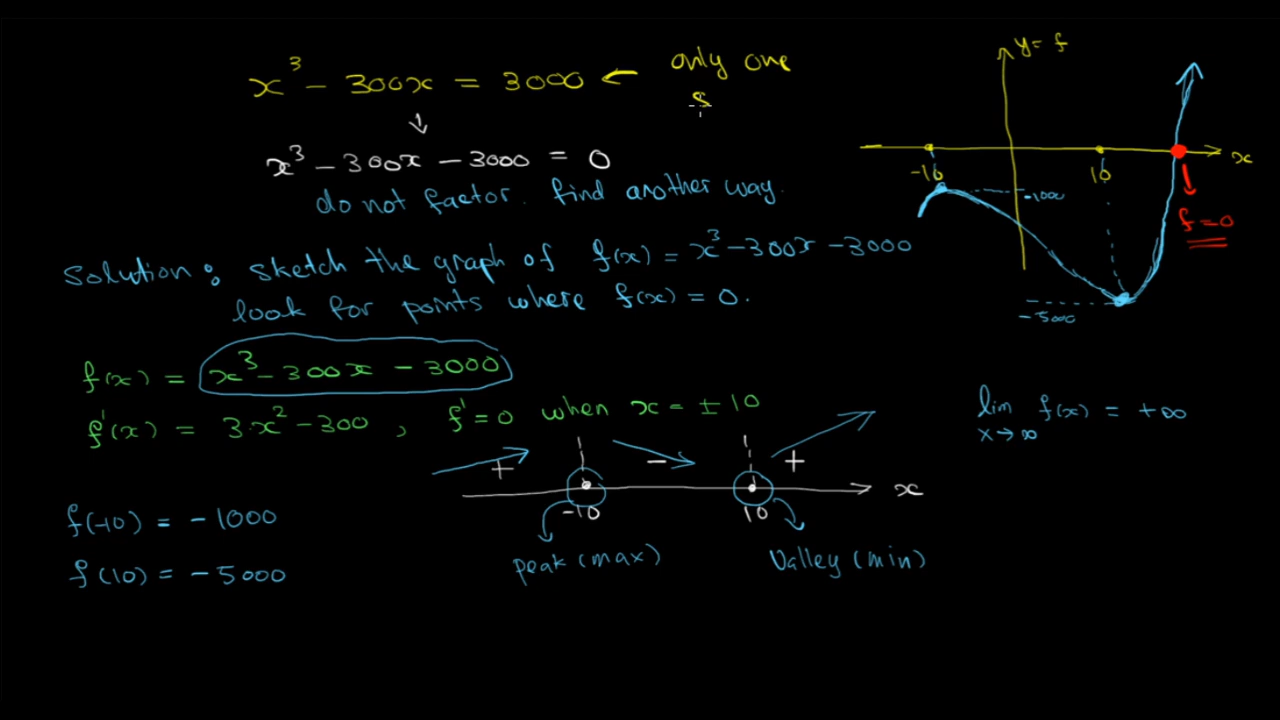 x³ - 300x = 3000 ← only one
s
↓
x³ - 300x - 3000 = 0
do not factor. find another way.
Solution: sketch the graph of f(x) = x³ - 300x - 3000
look for points where f(x) = 0.
f(x) = x³ - 300x - 3000
f'(x) = 3x² - 300, f' = 0 when x = ± 10
+ - +
-10 10 x
peak (max) Valley (min)
f(-10) = -1000
f(10) = -5000
y = f
-10 10 x
-1000
f = 0
-5000
lim f(x) = +∞
x→∞